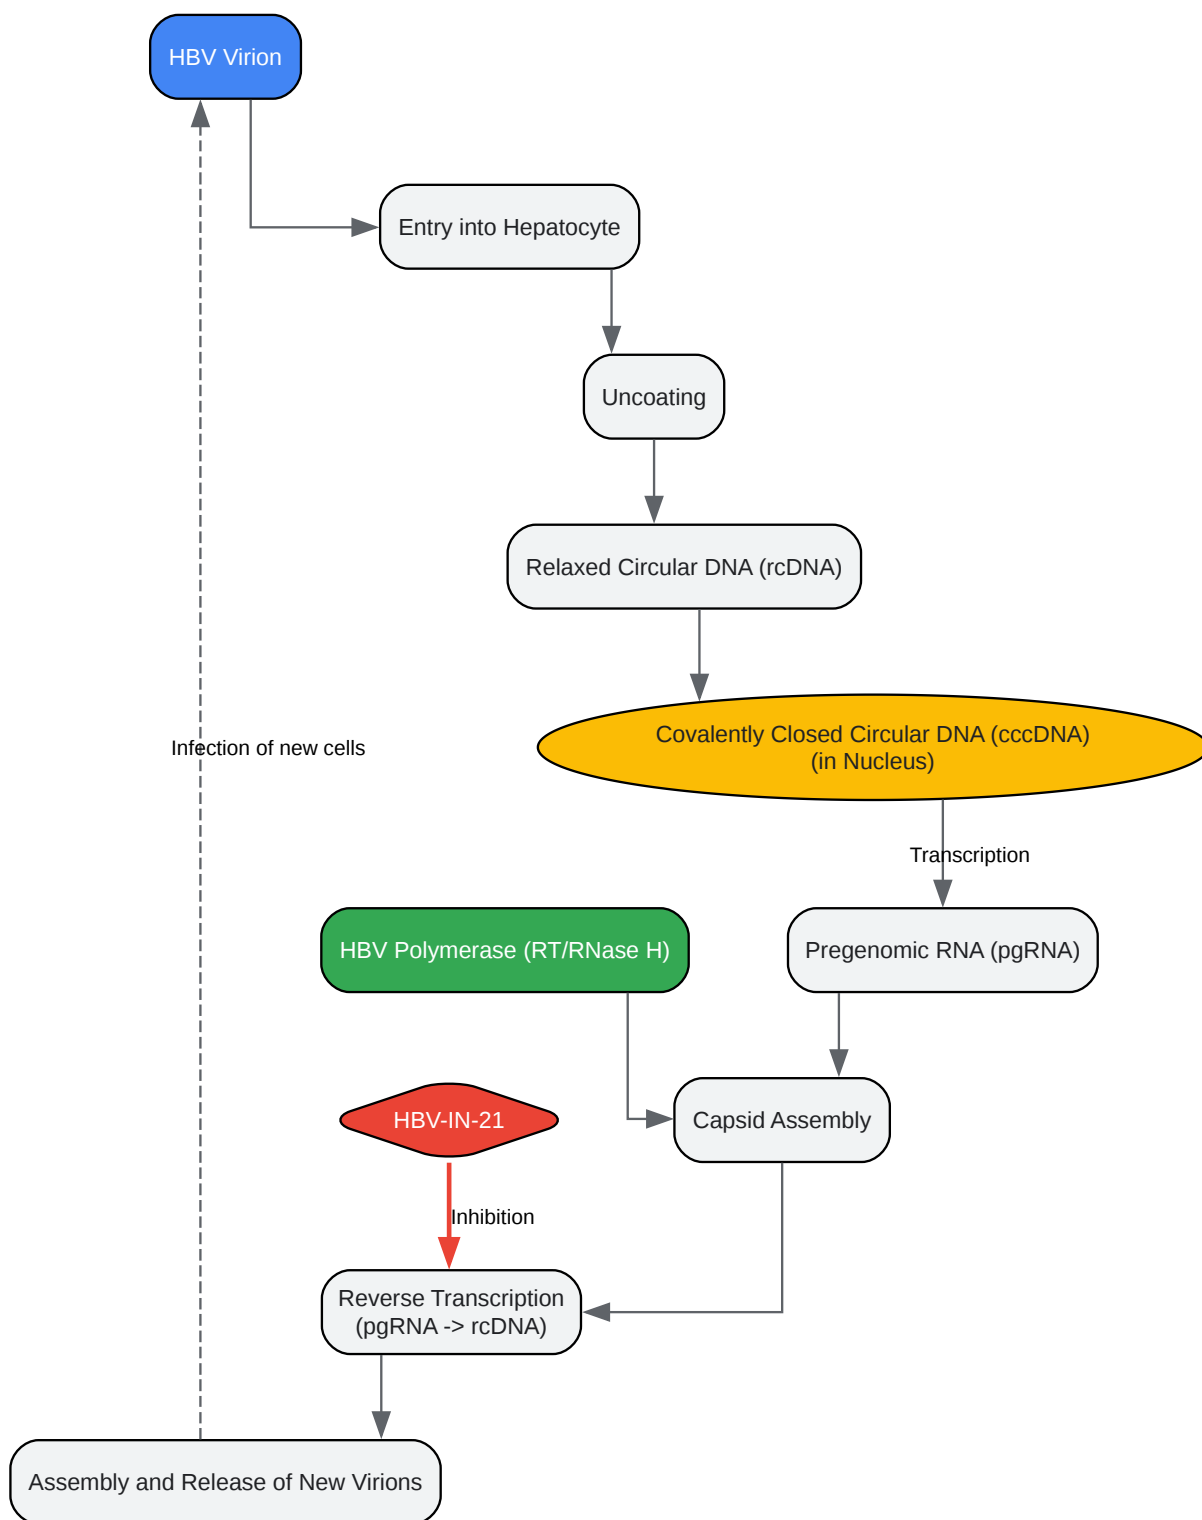 HBV Virion
Entry into Hepatocyte
Uncoating
Relaxed Circular DNA (rcDNA)
Covalently Closed Circular DNA (cccDNA)
(in Nucleus)
Infection of new cells
Transcription
HBV Polymerase (RT/RNase H)
Pregenomic RNA (pgRNA)
HBV-IN-21
Capsid Assembly
Inhibition
Reverse Transcription
(pgRNA -> rcDNA)
Assembly and Release of New Virions